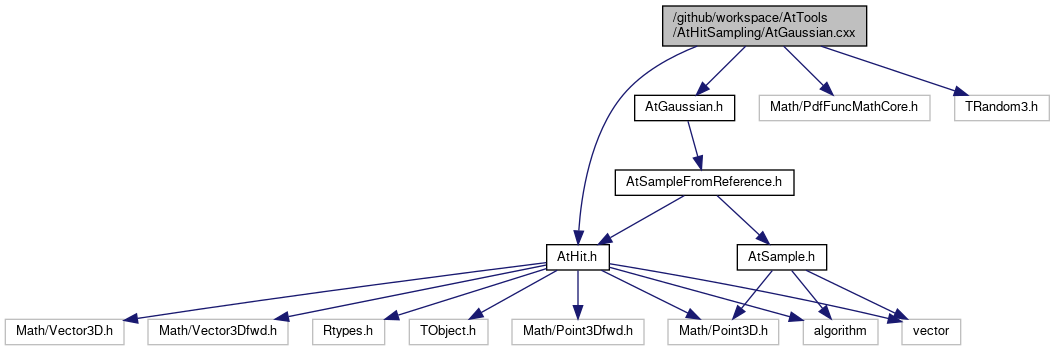 /github/workspace/AtTools
/AtHitSampling/AtGaussian.cxx
AtGaussian.h
Math/PdfFuncMathCore.h
TRandom3.h
AtSampleFromReference.h
AtHit.h
AtSample.h
Math/Vector3D.h
Math/Vector3Dfwd.h
Rtypes.h
TObject.h
Math/Point3Dfwd.h
Math/Point3D.h
algorithm
vector